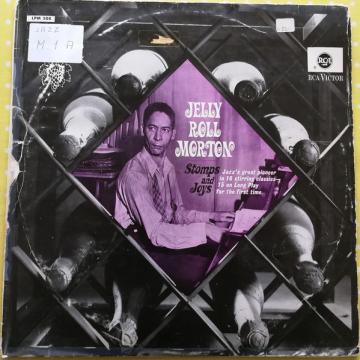 LPM 508
JAZZ
M 1 A
RCA
RCA VICTOR
JELLY
ROLL
MORTON
Stomps
and
Joys
Jazz's great pioneer
in 16 stirring classics—
15 on Long Play
for the first time.